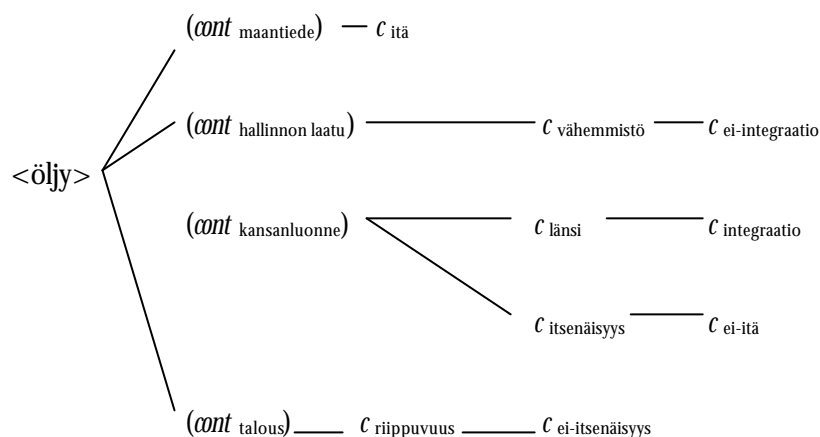 (cont maantiede) c itä
(cont hallinnon laatu) c vähemmistö c ei-integraatio
<öljy>
(cont kansanluonne) c länsi c integraatio
c itsenäisyys c ei-itä
(cont talous) c riippuvuus c ei-itsenäisyys